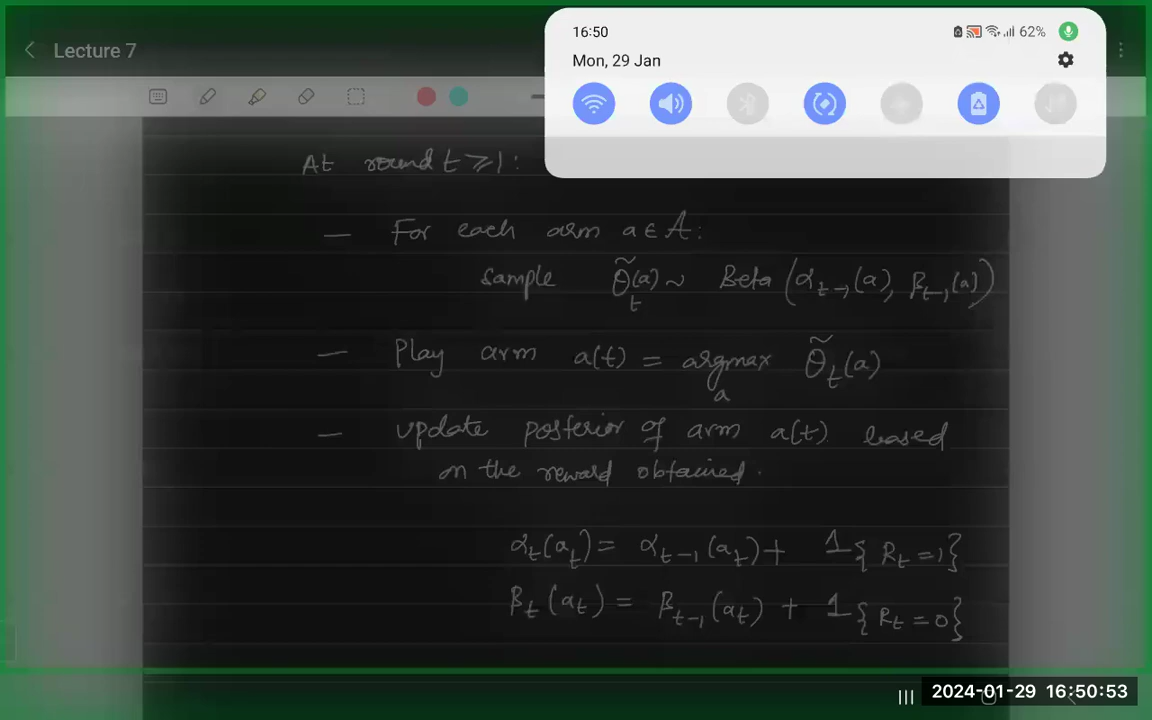 16:50
62%
Mon, 29 Jan
Lecture 7
At round t ≥ 1 :
— For each arm a ∈ A :
sample θ̃_t(a) ~ Beta (α_{t-1}(a), β_{t-1}(a))
— Play arm a(t) = argmax_a θ̃_t(a)
— update posterior of arm a(t) based
on the reward obtained.
α_t(a_t) = α_{t-1}(a_t) + 1{R_t = 1}
β_t(a_t) = β_{t-1}(a_t) + 1{R_t = 0}
2024-01-29 16:50:53